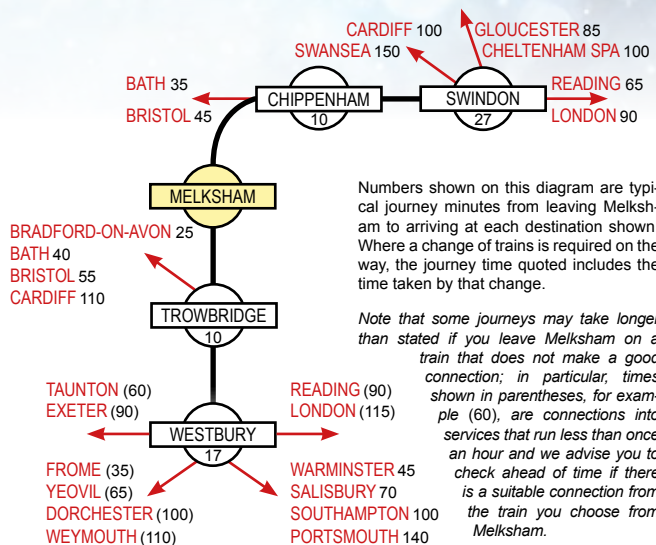 CARDIFF 100
SWANSEA 150
GLOUCESTER 85
CHELTENHAM SPA 100
BATH 35
BRISTOL 45
CHIPPENHAM
10
SWINDON
27
READING 65
LONDON 90
MELKSHAM
Numbers shown on this diagram are typi-
cal journey minutes from leaving Melksh-
am to arriving at each destination shown.
Where a change of trains is required on the
way, the journey time quoted includes the
time taken by that change.
BRADFORD-ON-AVON 25
BATH 40
BRISTOL 55
CARDIFF 110
TROWBRIDGE
10
Note that some journeys may take longer
than stated if you leave Melksham on a
train that does not make a good
connection; in particular, times
shown in parentheses, for exam-
ple (60), are connections into
services that run less than once
an hour and we advise you to
check ahead of time if there
is a suitable connection from
the train you choose from
Melksham.
TAUNTON (60)
EXETER (90)
READING (90)
LONDON (115)
WESTBURY
17
FROME (35)
YEOVIL (65)
DORCHESTER (100)
WEYMOUTH (110)
WARMINSTER 45
SALISBURY 70
SOUTHAMPTON 100
PORTSMOUTH 140